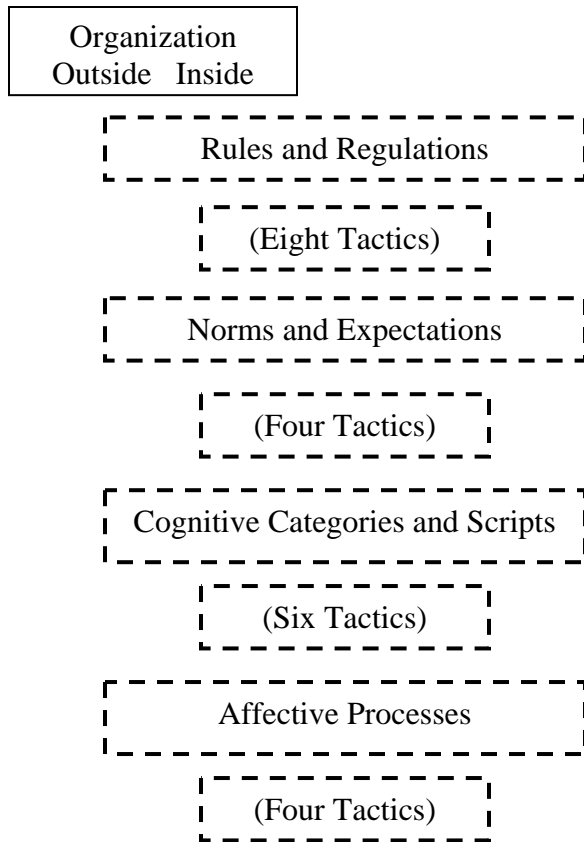 Organization
Outside Inside
Rules and Regulations
(Eight Tactics)
Norms and Expectations
(Four Tactics)
Cognitive Categories and Scripts
(Six Tactics)
Affective Processes
(Four Tactics)